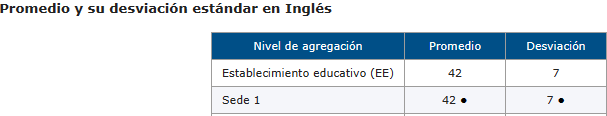 Promedio y su desviación estándar en Inglés
Nivel de agregación Promedio Desviación
Establecimiento educativo (EE) 42 7
Sede 1 42 ● 7 ●